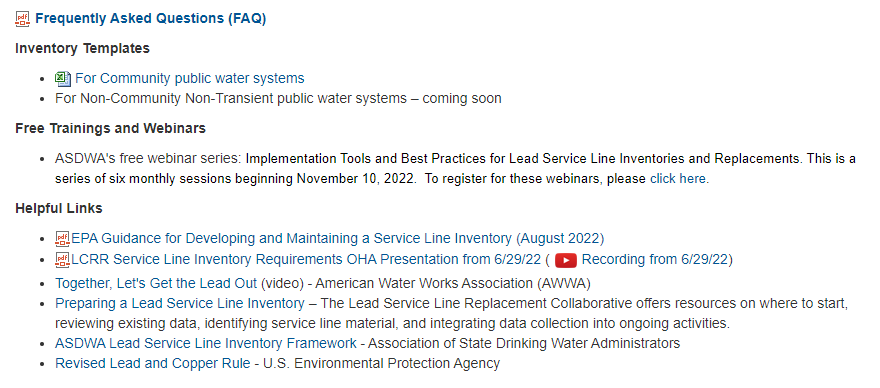 Frequently Asked Questions (FAQ)
Inventory Templates
For Community public water systems
For Non-Community Non-Transient public water systems – coming soon
Free Trainings and Webinars
ASDWA's free webinar series: Implementation Tools and Best Practices for Lead Service Line Inventories and Replacements. This is a
series of six monthly sessions beginning November 10, 2022.  To register for these webinars, please click here.
Helpful Links
EPA Guidance for Developing and Maintaining a Service Line Inventory (August 2022)
LCRR Service Line Inventory Requirements OHA Presentation from 6/29/22 ( Recording from 6/29/22)
Together, Let's Get the Lead Out (video) - American Water Works Association (AWWA)
Preparing a Lead Service Line Inventory – The Lead Service Line Replacement Collaborative offers resources on where to start,
reviewing existing data, identifying service line material, and integrating data collection into ongoing activities.
ASDWA Lead Service Line Inventory Framework - Association of State Drinking Water Administrators
Revised Lead and Copper Rule - U.S. Environmental Protection Agency